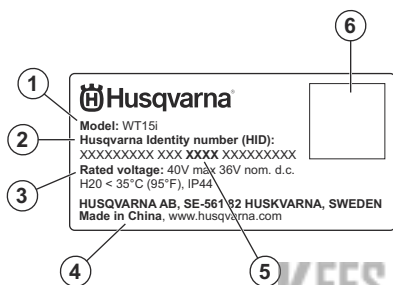 6
1
Husqvarna
Model: WT15i
2
Husqvarna Identity number (HID):
XXXXXXXXX XXX XXXX XXXXXXXXX
Rated voltage: 40V max 36V nom. d.c.
3
H20 < 35°C (95°F), IP44
HUSQVARNA AB, SE-561 82 HUSKVARNA, SWEDEN
Made in China, www.husqvarna.com
4
5